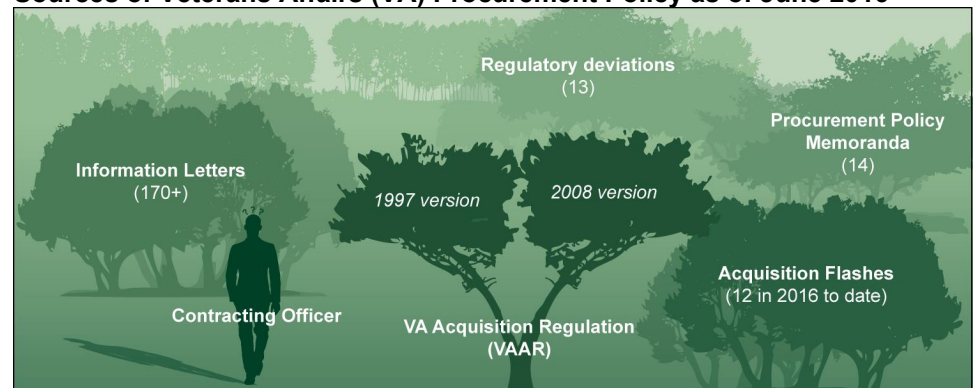 Sources of Veterans Affairs (VA) Procurement Policy as of June 2016
Regulatory deviations
(13)
Procurement Policy
Memoranda
(14)
Information Letters
(170+)
1997 version
2008 version
? ? ?
Acquisition Flashes
(12 in 2016 to date)
Contracting Officer
VA Acquisition Regulation
(VAAR)